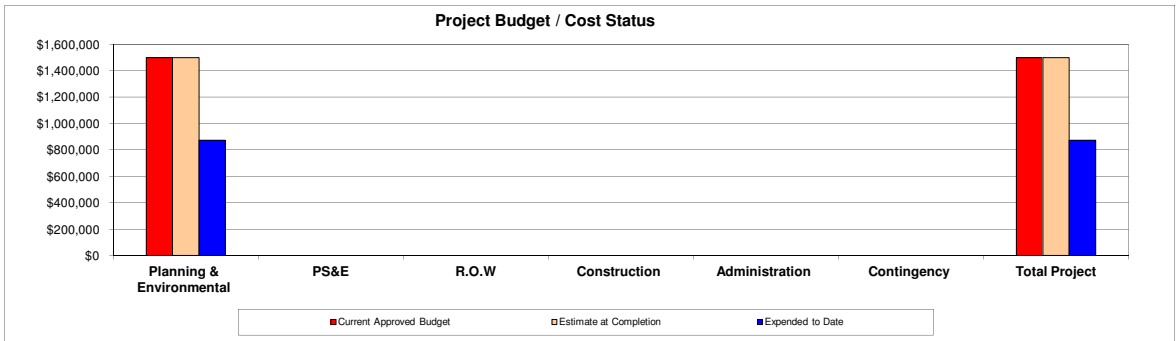 Project Budget / Cost Status
$1,600,000
$1,400,000
$1,200,000
$1,000,000
$800,000
$600,000
$400,000
$200,000
$0
Planning &
Environmental
PS&E
R.O.W
Construction
Administration
Contingency
Total Project
Current Approved Budget
Estimate at Completion
Expended to Date